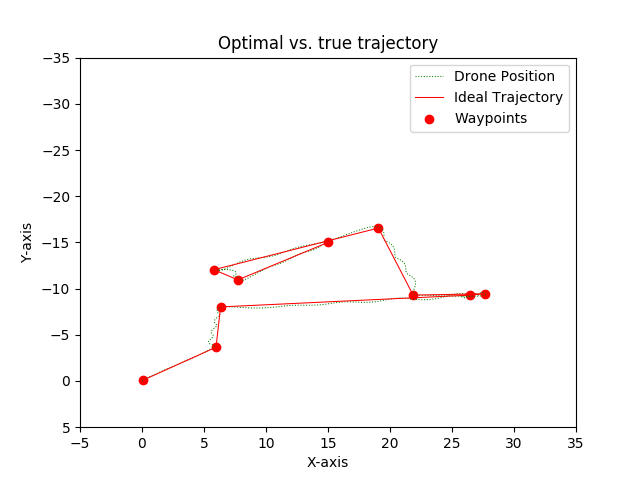 Optimal vs. true trajectory
Drone Position
Ideal Trajectory
Waypoints
−35
−30
−25
−20
−15
−10
−5
0
5
Y-axis
−5 0 5 10 15 20 25 30 35
X-axis